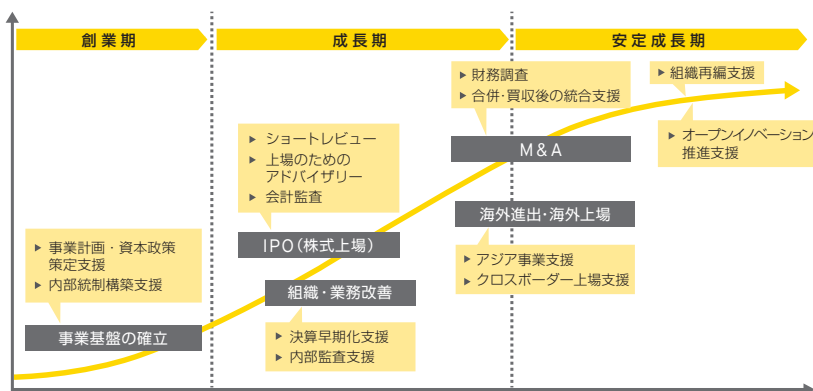 創業期
成長期
安定成長期
▶ 事業計画・資本政策
策定支援
▶ 内部統制構築支援
事業基盤の確立
▶ ショートレビュー
▶ 上場のための
アドバイザリー
▶ 会計監査
IPO（株式上場）
組織・業務改善
▶ 決算早期化支援
▶ 内部監査支援
▶ 財務調査
▶ 合併・買収後の統合支援
M&A
海外進出・海外上場
▶ アジア事業支援
▶ クロスボーダー上場支援
▶ 組織再編支援
▶ オープンイノベーション
推進支援